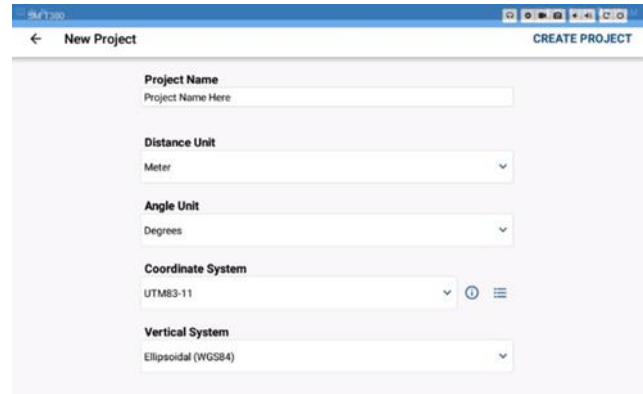 SMT300
New Project
CREATE PROJECT
Project Name
Project Name Here
Distance Unit
Meter
Angle Unit
Degrees
Coordinate System
UTM83-11
Vertical System
Ellipsoidal (WGS84)